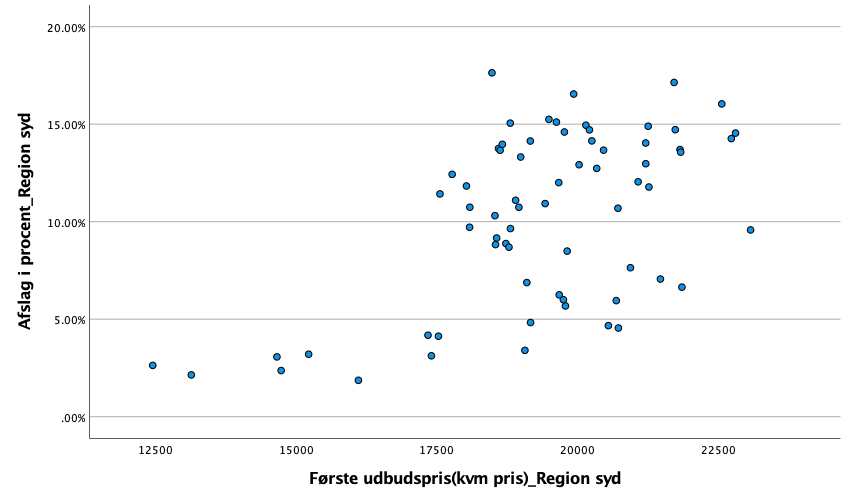 20.00%
15.00%
10.00%
5.00%
.00%
Afslag i procent_Region syd
12500 15000 17500 20000 22500
Første udbudspris(kvm pris)_Region syd